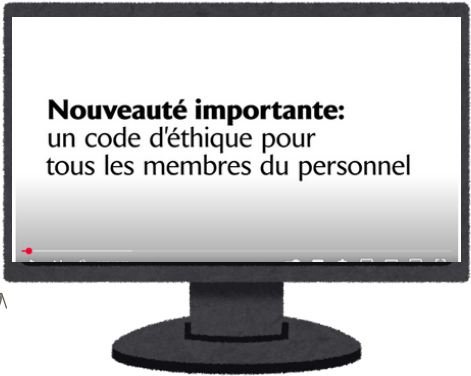 Nouveauté importante:
un code d'éthique pour
tous les membres du personnel